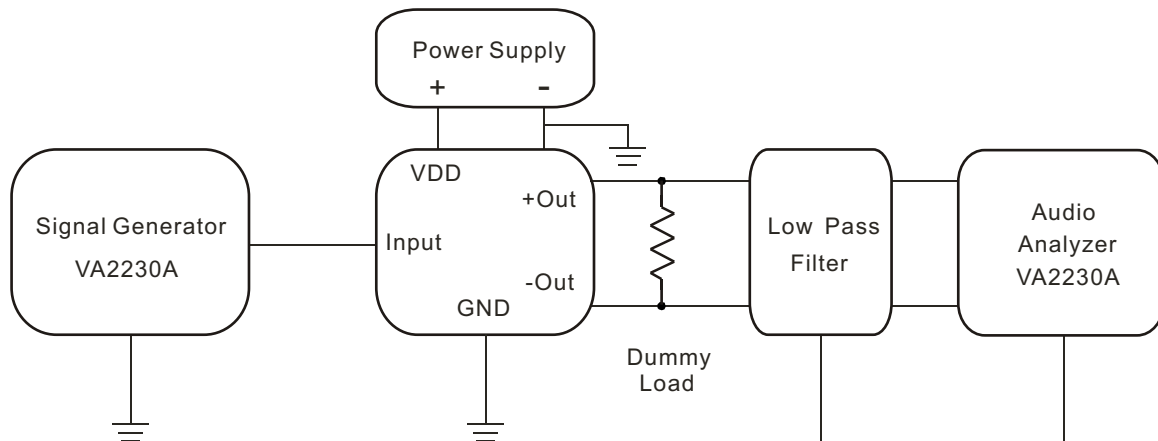 Power Supply
+ -
VDD
+Out
Signal Generator
VA2230A
Input
-Out
GND
Low Pass
Filter
Audio
Analyzer
VA2230A
Dummy
Load